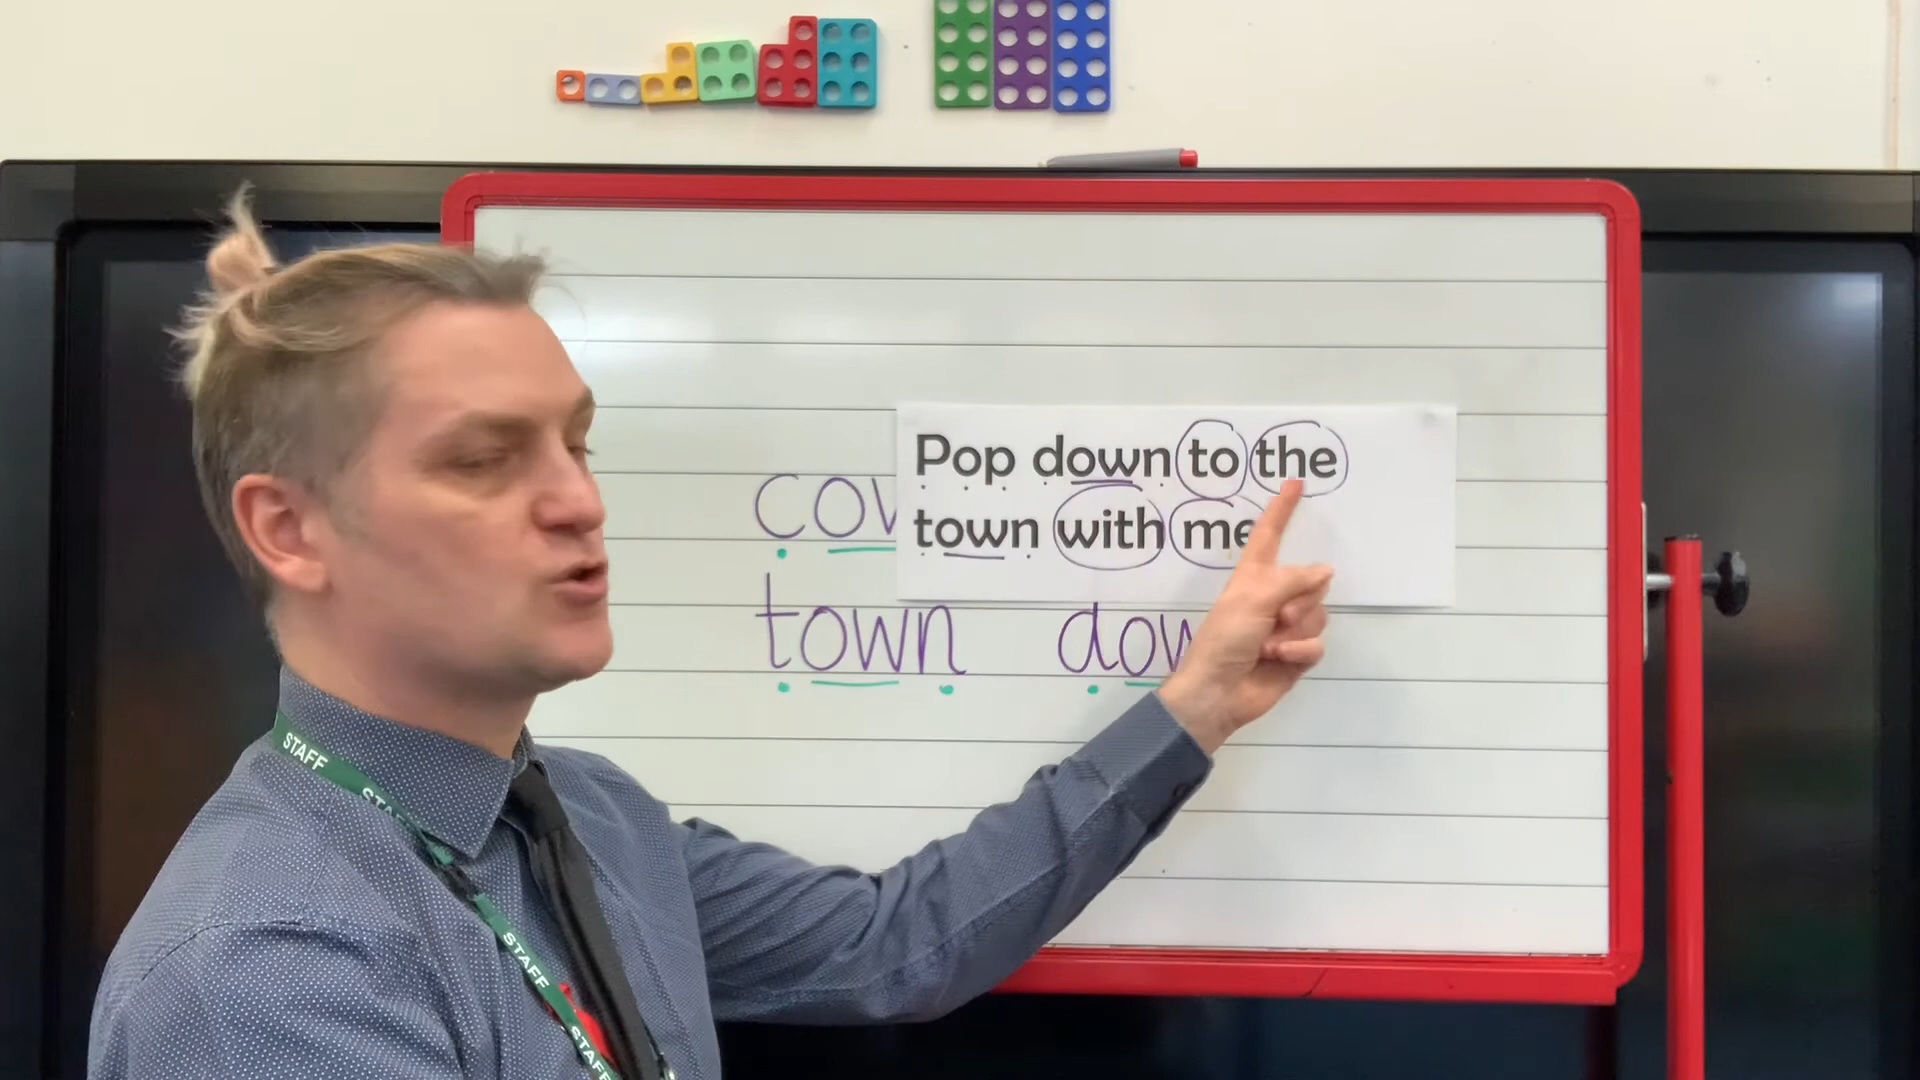 Pop down to the
town with me
town
STAFF
STAFF
STAFF